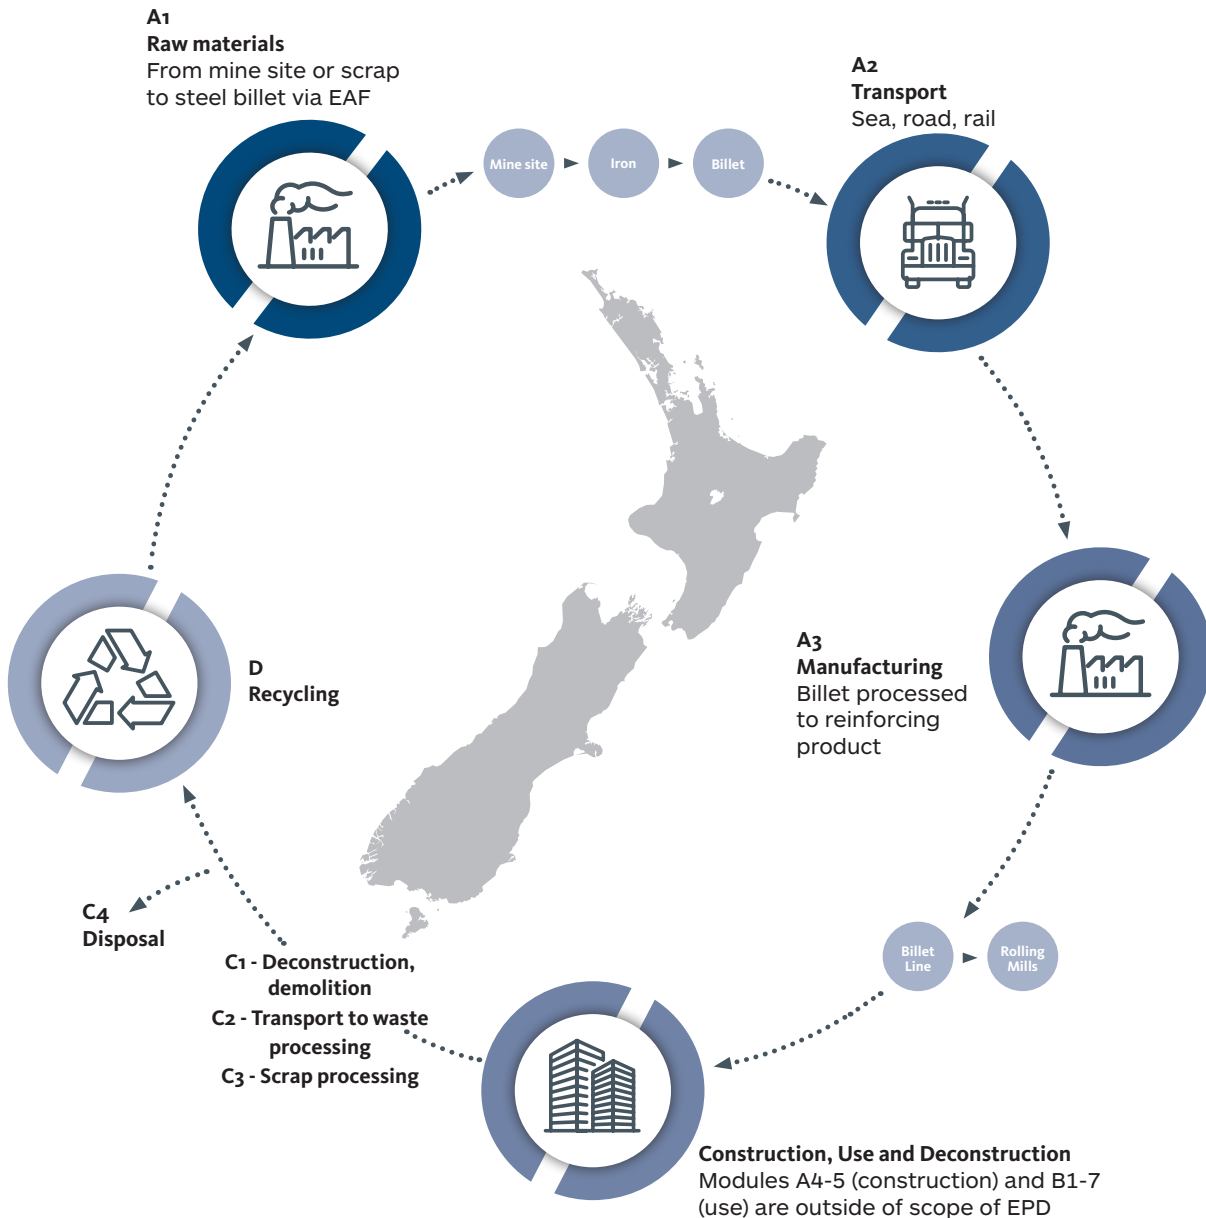 A1
Raw materials
From mine site or scrap
to steel billet via EAF
Mine site
Iron
Billet
A2
Transport
Sea, road, rail
A3
Manufacturing
Billet processed
to reinforcing
product
Billet
Line
Rolling
Mills
Construction, Use and Deconstruction
Modules A4-5 (construction) and B1-7
(use) are outside of scope of EPD
C1 - Deconstruction,
demolition
C2 - Transport to waste
processing
C3 - Scrap processing
C4
Disposal
D
Recycling